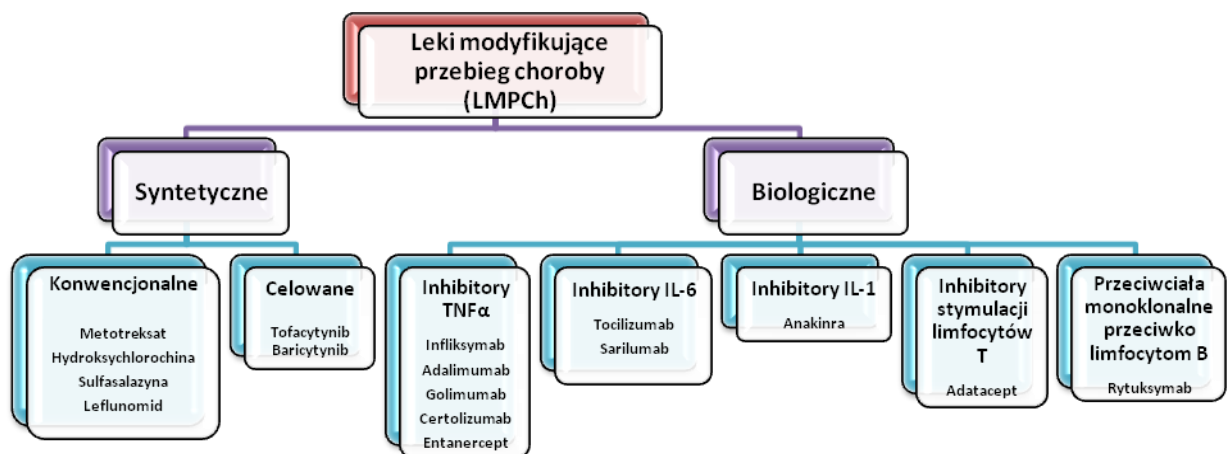 Leki modyfikujące
przebieg choroby
(LMPCh)
Syntetyczne
Biologiczne
Konwencjonalne
Metotreksat
Hydroksychlorochina
Sulfasalazyna
Leflunomid
Celowane
Tofacytynib
Baricytynib
Inhibitory
TNFα
Infliksymab
Adalimumab
Golimumab
Certolizumab
Entanercept
Inhibitory IL-6
Tocilizumab
Sarilumab
Inhibitory IL-1
Anakinra
Inhibitory
stymulacji
limfocytów
T
Adatacept
Przeciwciała
monoklonalne
przeciwko
limfocytom B
Rytuksymab